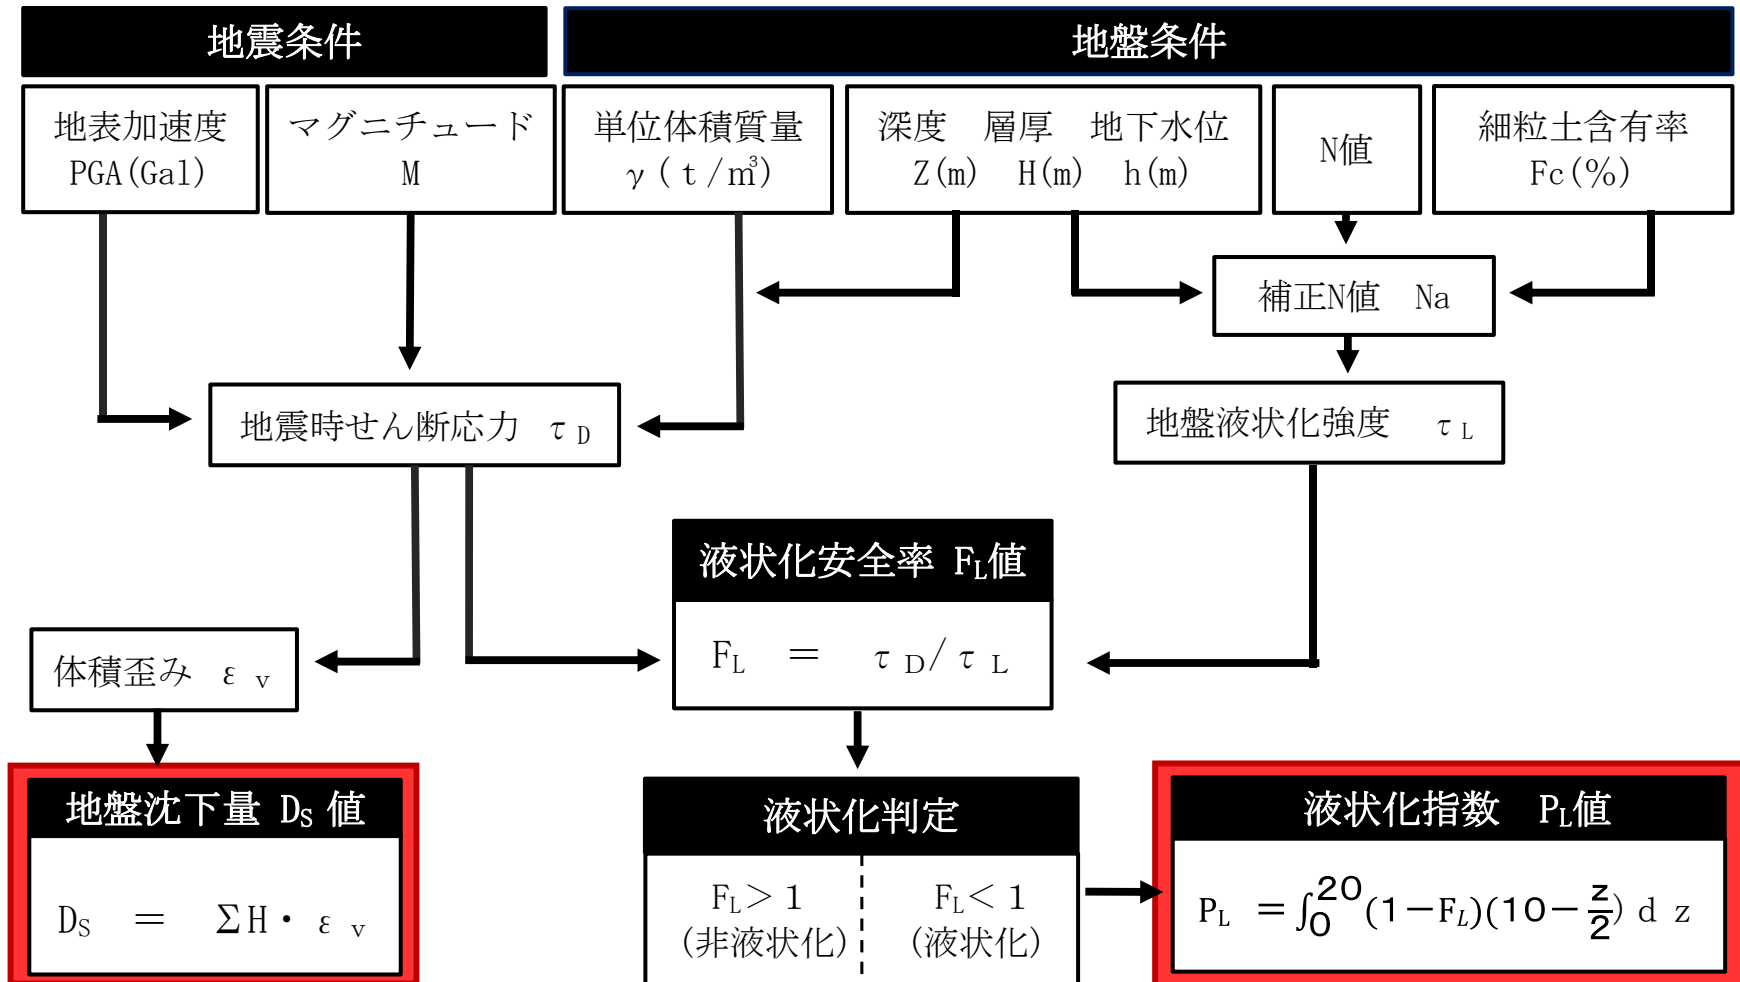 地震条件
地盤条件
地表加速度
PGA(Gal)
マグニチュード
M
単位体積質量
γ(t/㎥)
深度 層厚 地下水位
Z(m) H(m) h(m)
N値
細粒土含有率
Fc(%)
補正N値 Na
地震時せん断応力 τD
地盤液状化強度 τL
液状化安全率 FL値
FL = τD/τL
体積歪み εv
地盤沈下量 DS 値
DS = ΣH・εv
液状化判定
FL>1
(非液状化)
FL<1
(液状化)
液状化指数 PL値
PL =∫0 20 (1-FL)(10-z/2)dz